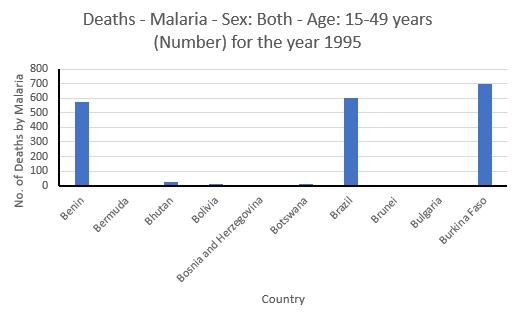 Deaths - Malaria - Sex: Both - Age: 15-49 years
(Number) for the year 1995
No. of Deaths by Malaria
800
700
600
500
400
300
200
100
0
Benin
Bermuda
Bhutan
Bolivia
Bosnia and Herzegovina
Botswana
Brazil
Brunei
Bulgaria
Burkina Faso
Country